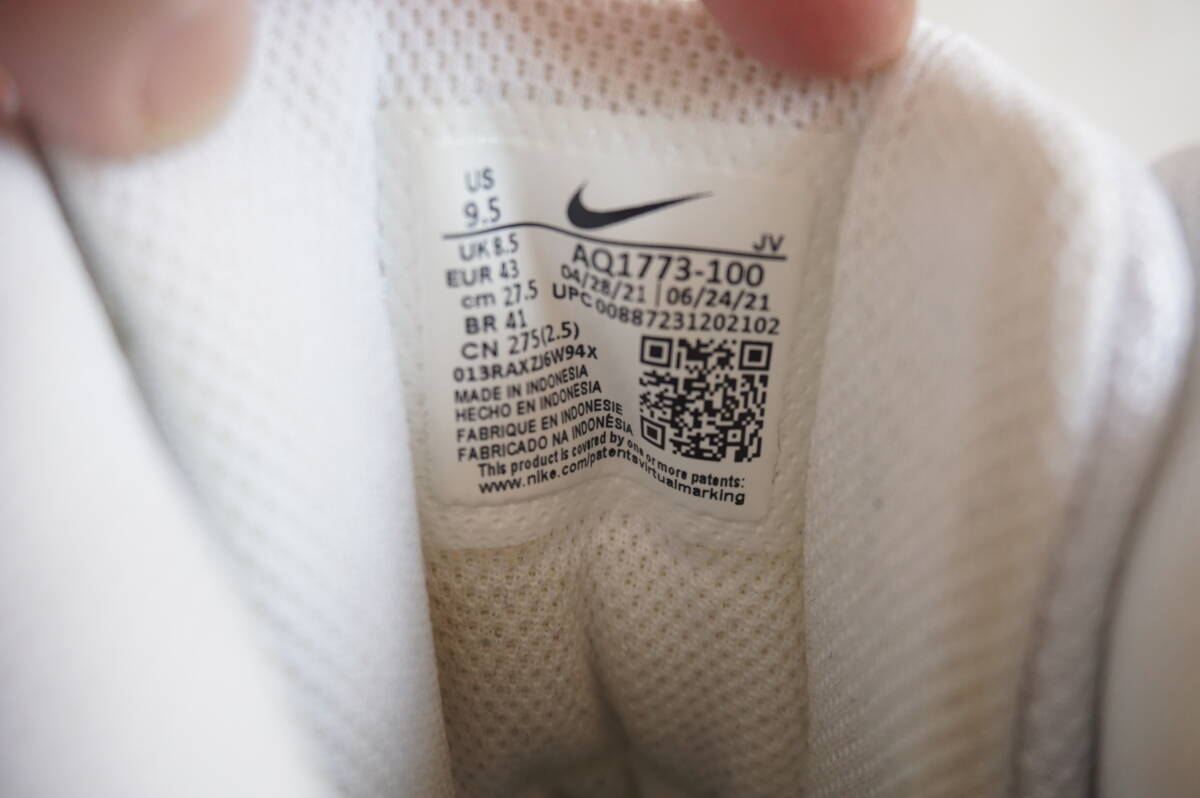 US
9.5
UK 8.5
EUR 43
cm 27.5
BR 41
CN 275(2.5)
013RAXZJ6W94X
JV
AQ1773-100
04/28/21 | 06/24/21
UPC 00887231202102
MADE IN INDONESIA
HECHO EN INDONESIA
FABRIQUE EN INDONESIE
FABRICADO NA INDONÉSIA
This product is covered by one or more patents:
www.nike.com/patentsvirtualmarking